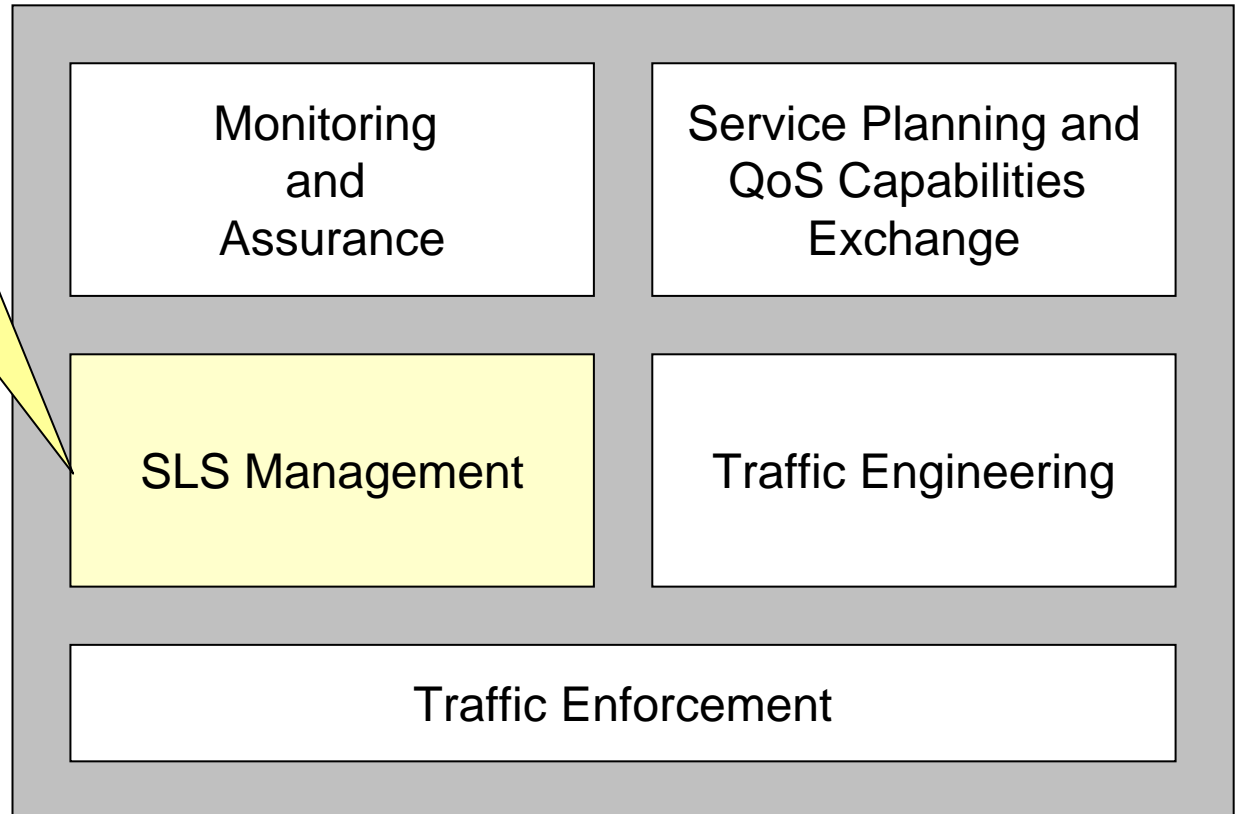 Monitoring
and
Assurance
Service Planning and
QoS Capabilities
Exchange
SLS Management
Traffic Engineering
Traffic Enforcement